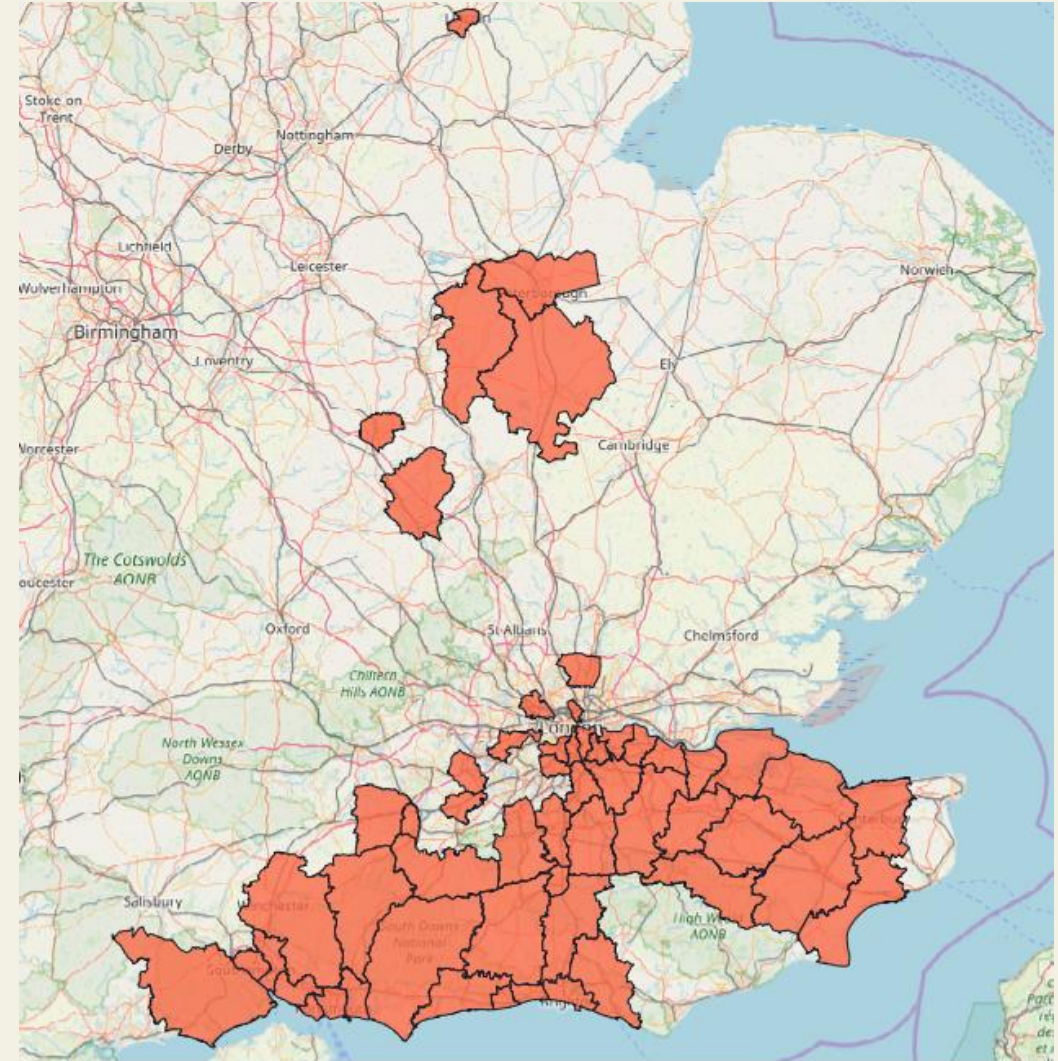 Stoke on
Trent
Nottingham
Derby
Lichfield
Leicester
Norwich
Wolverhampton
Birmingham
Coventry
Ely
Worcester
Cambridge
The Cotswolds
AONB
Oxford
St Albans
Chelmsford
Chiltern
Hills AONB
London
North Wessex
Downs
AONB
Salisbury
High W
AONB
South Downs
National
Park